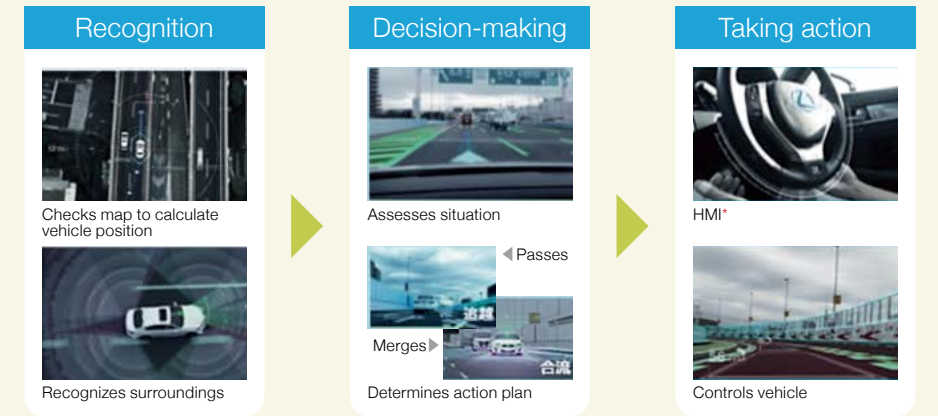 Recognition
Checks map to calculate
vehicle position
Recognizes surroundings
Decision-making
Assesses situation
◀Passes
追越
Merges▶
合流
Determines action plan
Taking action
HMI*
Controls vehicle